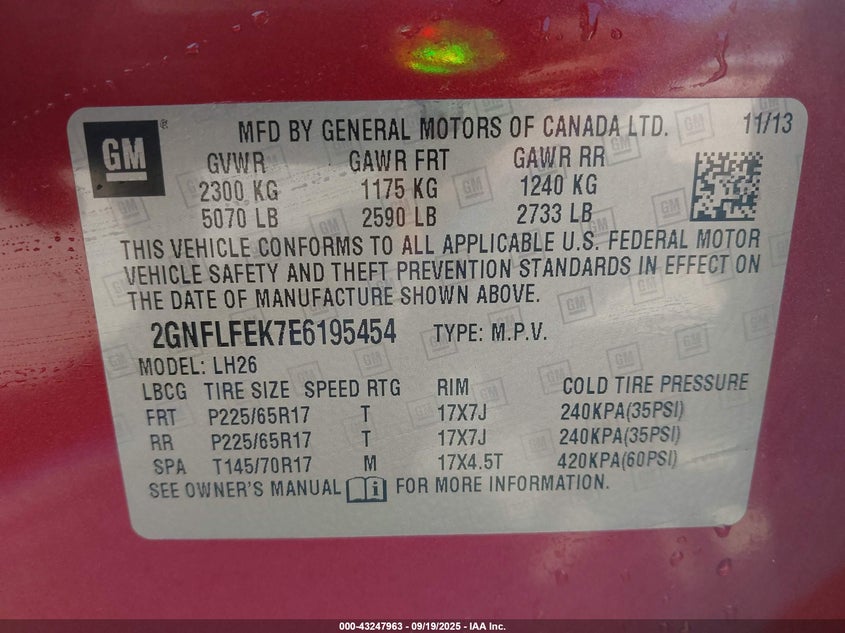 GM ® MFD BY GENERAL MOTORS OF CANADA LTD. 11/13
GVWR GAWR FRT GAWR RR
2300 KG 1175 KG 1240 KG
5070 LB 2590 LB 2733 LB
THIS VEHICLE CONFORMS TO ALL APPLICABLE U.S. FEDERAL MOTOR
VEHICLE SAFETY AND THEFT PREVENTION STANDARDS IN EFFECT ON
THE DATE OF MANUFACTURE SHOWN ABOVE.
2GNFLFEK7E6195454 TYPE: M.P.V.
MODEL: LH26
LBCG TIRE SIZE SPEED RTG RIM COLD TIRE PRESSURE
FRT P225/65R17 T 17X7J 240KPA(35PSI)
RR P225/65R17 T 17X7J 240KPA(35PSI)
SPA T145/70R17 M 17X4.5T 420KPA(60PSI)
SEE OWNER'S MANUAL FOR MORE INFORMATION.
000-43247963 - 09/19/2025 - IAA Inc.